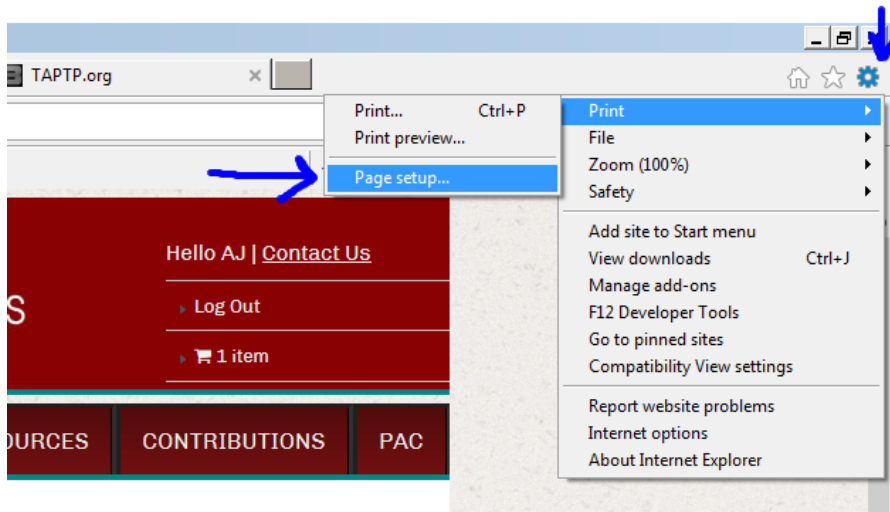 TAPTP.org
Print... Ctrl+P
Print preview...
Page setup...
Print
File
Zoom (100%)
Safety
Add site to Start menu
View downloads Ctrl+J
Manage add-ons
F12 Developer Tools
Go to pinned sites
Compatibility View settings
Report website problems
Internet options
About Internet Explorer
Hello AJ | Contact Us
Log Out
1 item
S
OURCES CONTRIBUTIONS PAC